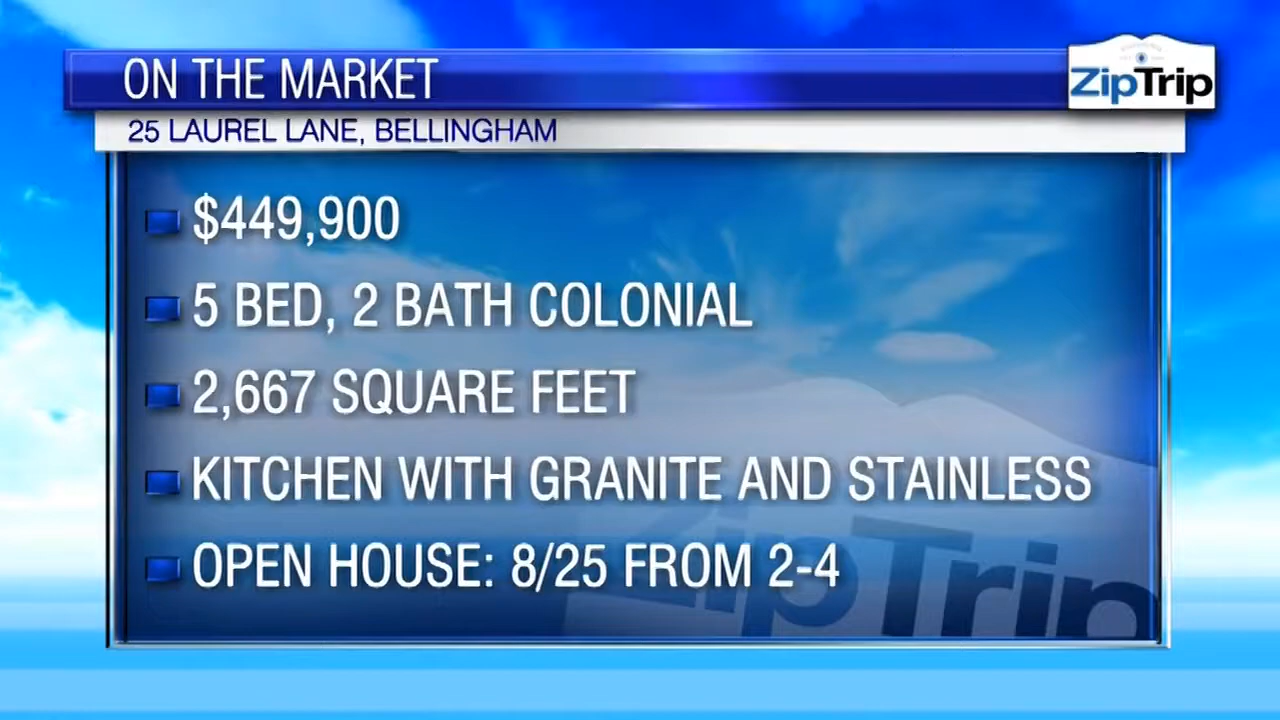 ON THE MARKET
ZipTrip
25 LAUREL LANE, BELLINGHAM
$449,900
5 BED, 2 BATH COLONIAL
2,667 SQUARE FEET
KITCHEN WITH GRANITE AND STAINLESS
OPEN HOUSE: 8/25 FROM 2-4
ZipTrip